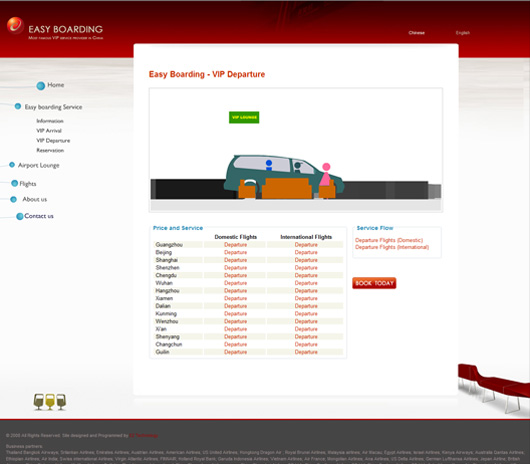 EASY BOARDING
MOST FAMOUS VIP SERVICE PROVIDER IN CHINA
Chinese
English
Home
Easy boarding Service
Information
VIP Arrival
VIP Departure
Reservation
Airport Lounge
Flights
About us
Contact us
Easy Boarding - VIP Departure
VIP LOUNGE
Price and Service
Domestic Flights International Flights
Guangzhou Departure Departure
Beijing Departure Departure
Shanghai Departure Departure
Shenzhen Departure Departure
Chengdu Departure Departure
Wuhan Departure Departure
Hangzhou Departure Departure
Xiamen Departure Departure
Dalian Departure Departure
Kunming Departure Departure
Wenzhou Departure Departure
Xi'an Departure Departure
Shenyang Departure Departure
Changchun Departure Departure
Guilin Departure Departure
Service Flow
Departure Flights (Domestic)
Departure Flights (International)
BOOK TODAY
© 2008 All Rights Reserved. Site designed and Programmed by
Business partners: